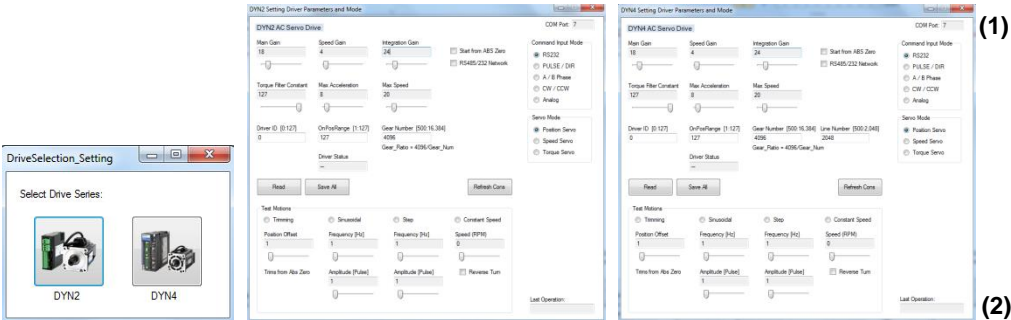 DriveSelection_Setting
Select Drive Series:
DYN2 DYN4
DYN2 Setting Driver Parameters and Mode
DYN2 AC Servo Drive
COM Port: 7
Main Gain Speed Gain Integration Gain
18 4 24
Start from ABS Zero
RS485/232 Network
Torque Filter Constant Max Acceleration Max Speed
127 8 20
Command Input Mode
RS232
PULSE / DIR
A / B Phase
CW / CCW
Analog
Driver ID [0:127] OnPosRange [1:127] Gear Number [500:16,384]
0 127 4096
Gear_Ratio = 4096/Gear_Num
Driver Status
--
Servo Mode
Position Servo
Speed Servo
Torque Servo
Read Save All Refresh Cons
Test Motions
Trimming Sinusoidal Step Constant Speed
Position Offset Frequency [Hz] Frequency [Hz] Speed (RPM)
1 1 1 0
Trims from Abs Zero Amplitude [Pulse] Amplitude [Pulse] Reverse Turn
1 1
Last Operation:
DYN4 Setting Driver Parameters and Mode
DYN4 AC Servo Drive
COM Port: 7
Main Gain Speed Gain Integration Gain
18 4 24
Start from ABS Zero
RS485/232 Network
Torque Filter Constant Max Acceleration Max Speed
127 8 20
Command Input Mode
RS232
PULSE / DIR
A / B Phase
CW / CCW
Analog
Driver ID [0:127] OnPosRange [1:127] Gear Number [500:16,384] Line Number [500:2,048]
0 127 4096 2048
Gear_Ratio = 4096/Gear_Num
Driver Status
--
Servo Mode
Position Servo
Speed Servo
Torque Servo
Read Save All Refresh Cons
Test Motions
Trimming Sinusoidal Step Constant Speed
Position Offset Frequency [Hz] Frequency [Hz] Speed (RPM)
1 1 1 0
Trims from Abs Zero Amplitude [Pulse] Amplitude [Pulse] Reverse Turn
1 1
Last Operation:
(1)
(2)